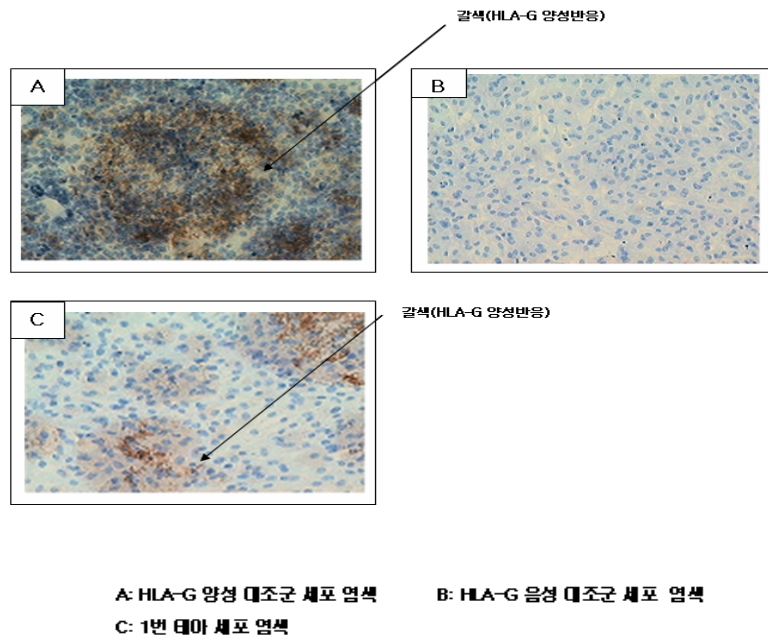 갈색(HLA-G 양성반응)
A
B
C
갈색(HLA-G 양성반응)
A: HLA-G 양성 대조군 세포 염색
B: HLA-G 음성 대조군 세포 염색
C: 1번 태아 세포 염색